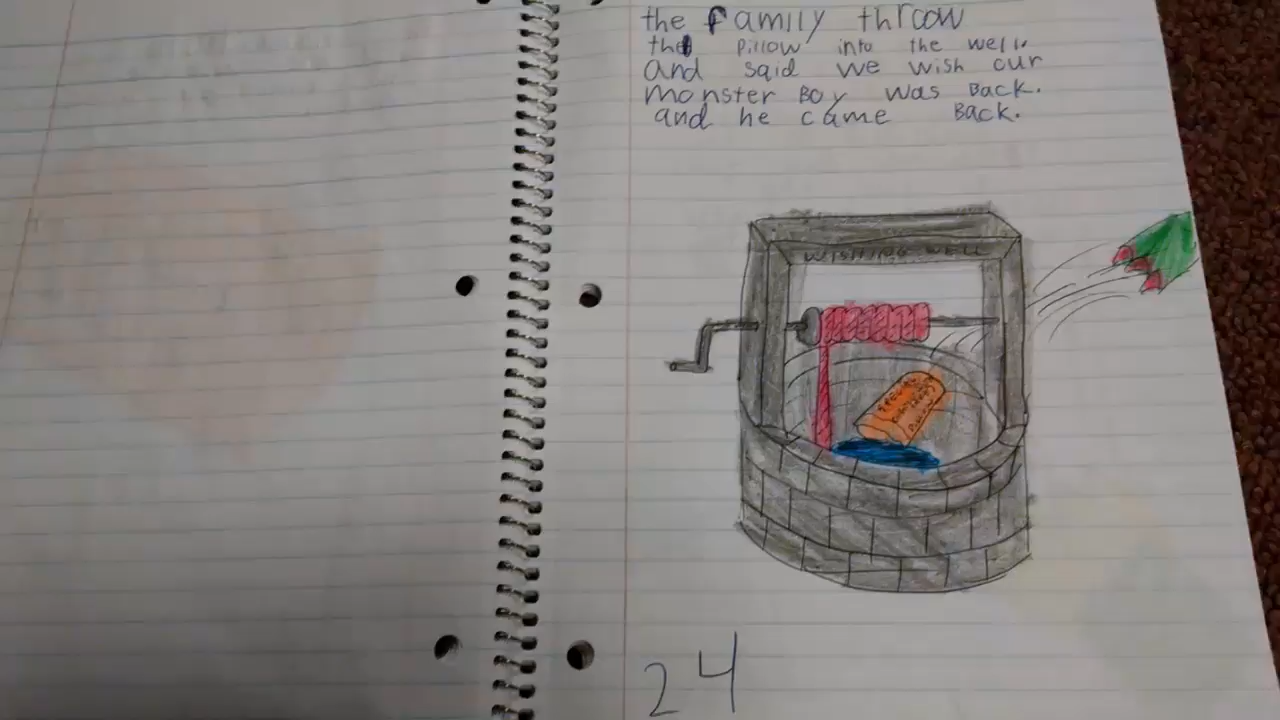 the family throw
the pillow into the well.
and said we wish our
monster Boy was Back.
and he came Back.
WISHING WELL
24